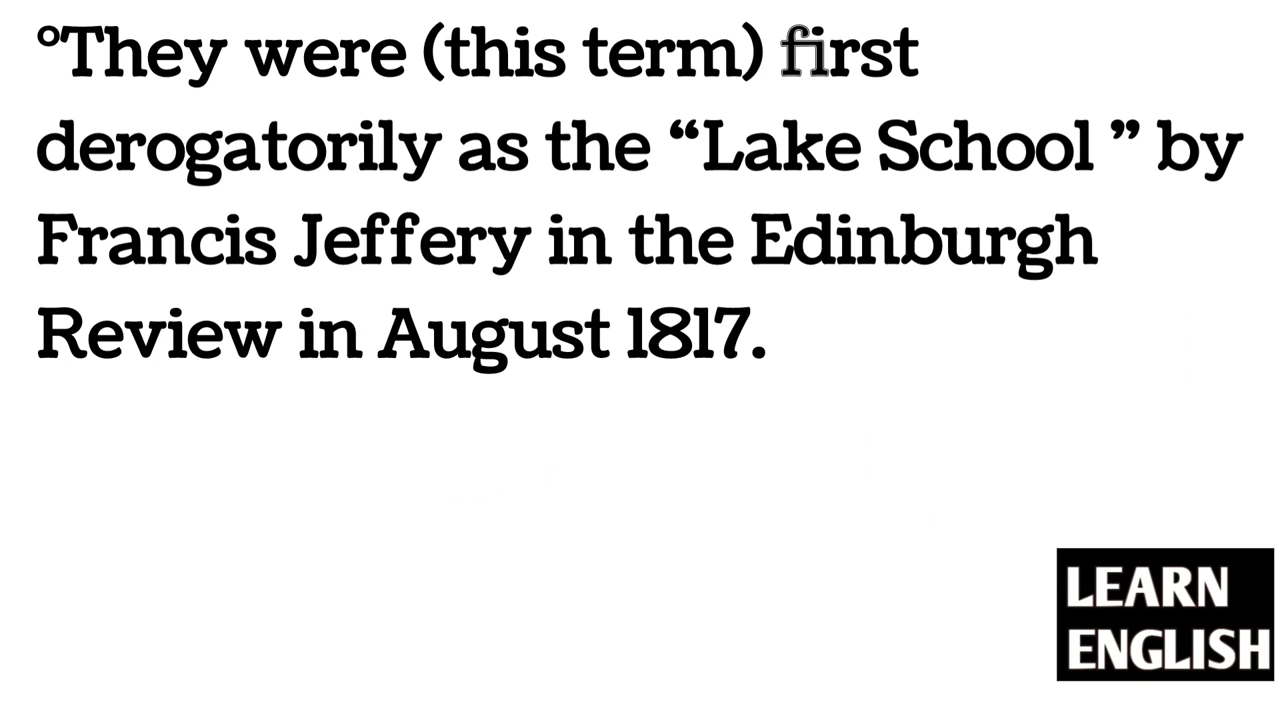 °They were (this term) first
derogatorily as the “Lake School ” by
Francis Jeffery in the Edinburgh
Review in August 1817.
LEARN
ENGLISH